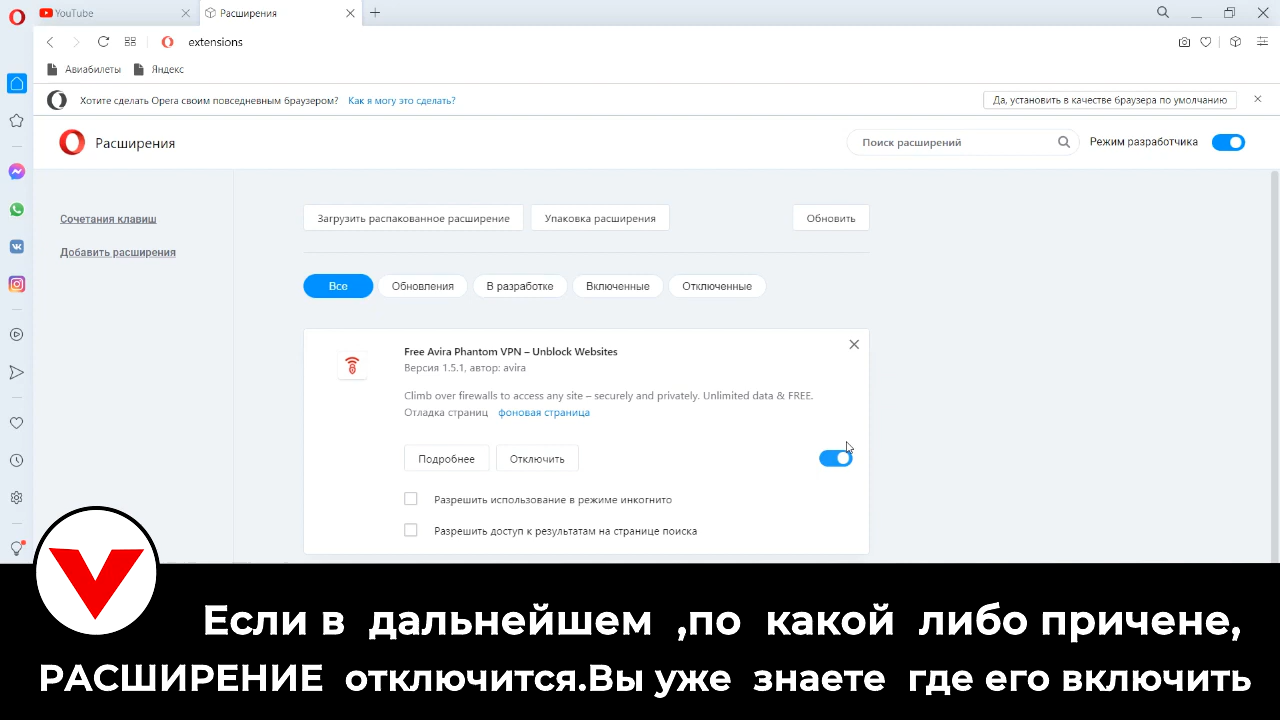 YouTube
Расширения
extensions
Авиабилеты
Яндекс
Хотите сделать Opera своим повседневным браузером? Как я могу это сделать?
Да, установить в качестве браузера по умолчанию
Расширения
Поиск расширений
Режим разработчика
Сочетания клавиш
Добавить расширения
Загрузить распакованное расширение
Упаковка расширения
Обновить
Все
Обновления
В разработке
Включенные
Отключенные
Free Avira Phantom VPN – Unblock Websites
Версия 1.5.1, автор: avira
Climb over firewalls to access any site – securely and privately. Unlimited data & FREE.
Отладка страниц фоновая страница
Подробнее
Отключить
Разрешить использование в режиме инкогнито
Разрешить доступ к результатам на странице поиска
Если в дальнейшем ,по какой либо причене,
РАСШИРЕНИЕ отключится.Вы уже знаете где его включить